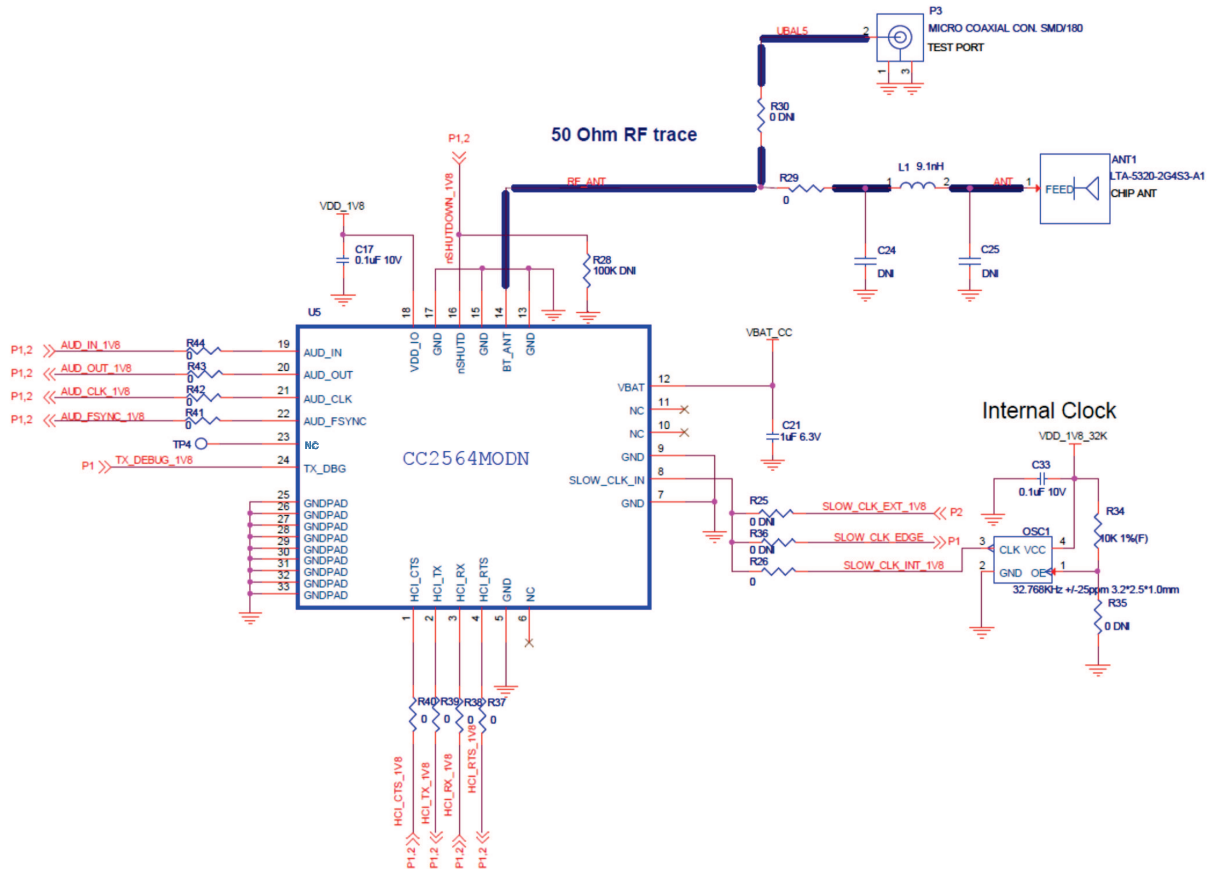 P3
MICRO COAXIAL CON. SMD/180
TEST PORT
UBAL5
2
1
3
R30
0 DNI
50 Ohm RF trace
P1,2
nSHUTDOWN_1V8
RF_ANT
R29
0
1
L1 9.1nH
2
ANT
1
FEED
ANT1
LTA-5320-2G4S3-A1
CHIP ANT
C24
DNI
C25
DNI
VDD_1V8
C17
0.1uF 10V
R28
100K DNI
U5
18
17
16
15
14
13
VDD_IO
GND
nSHUTD
GND
BT_ANT
GND
P1,2
AUD_IN_1V8
R44
0
19
AUD_IN
P1,2
AUD_OUT_1V8
R43
0
20
AUD_OUT
P1,2
AUD_CLK_1V8
R42
0
21
AUD_CLK
P1,2
AUD_FSYNC_1V8
R41
0
22
AUD_FSYNC
TP4
23
NC
P1
TX_DEBUG_1V8
24
TX_DBG
25
GNDPAD
26
GNDPAD
27
GNDPAD
28
GNDPAD
29
GNDPAD
30
GNDPAD
31
GNDPAD
32
GNDPAD
33
GNDPAD
CC2564MODN
VBAT
12
NC
11
NC
10
GND
9
SLOW_CLK_IN
8
GND
7
VBAT_CC
C21
1uF 6.3V
R25
0 DNI
SLOW_CLK_EXT_1V8
P2
R36
0 DNI
SLOW_CLK_EDGE
P1
R26
0
SLOW_CLK_INT_1V8
Internal Clock
VDD_1V8_32K
C33
0.1uF 10V
R34
10K 1%(F)
OSC1
3
CLK
VCC
4
2
GND
OE
1
32.768KHz +/-25ppm 3.2*2.5*1.0mm
R35
0 DNI
HCI_CTS
HCI_TX
HCI_RX
HCI_RTS
GND
NC
1
2
3
4
5
6
R40
0
R39
0
R38
0
R37
0
HCI_CTS_1V8
HCI_TX_1V8
HCI_RX_1V8
HCI_RTS_1V8
P1,2
P1,2
P1,2
P1,2